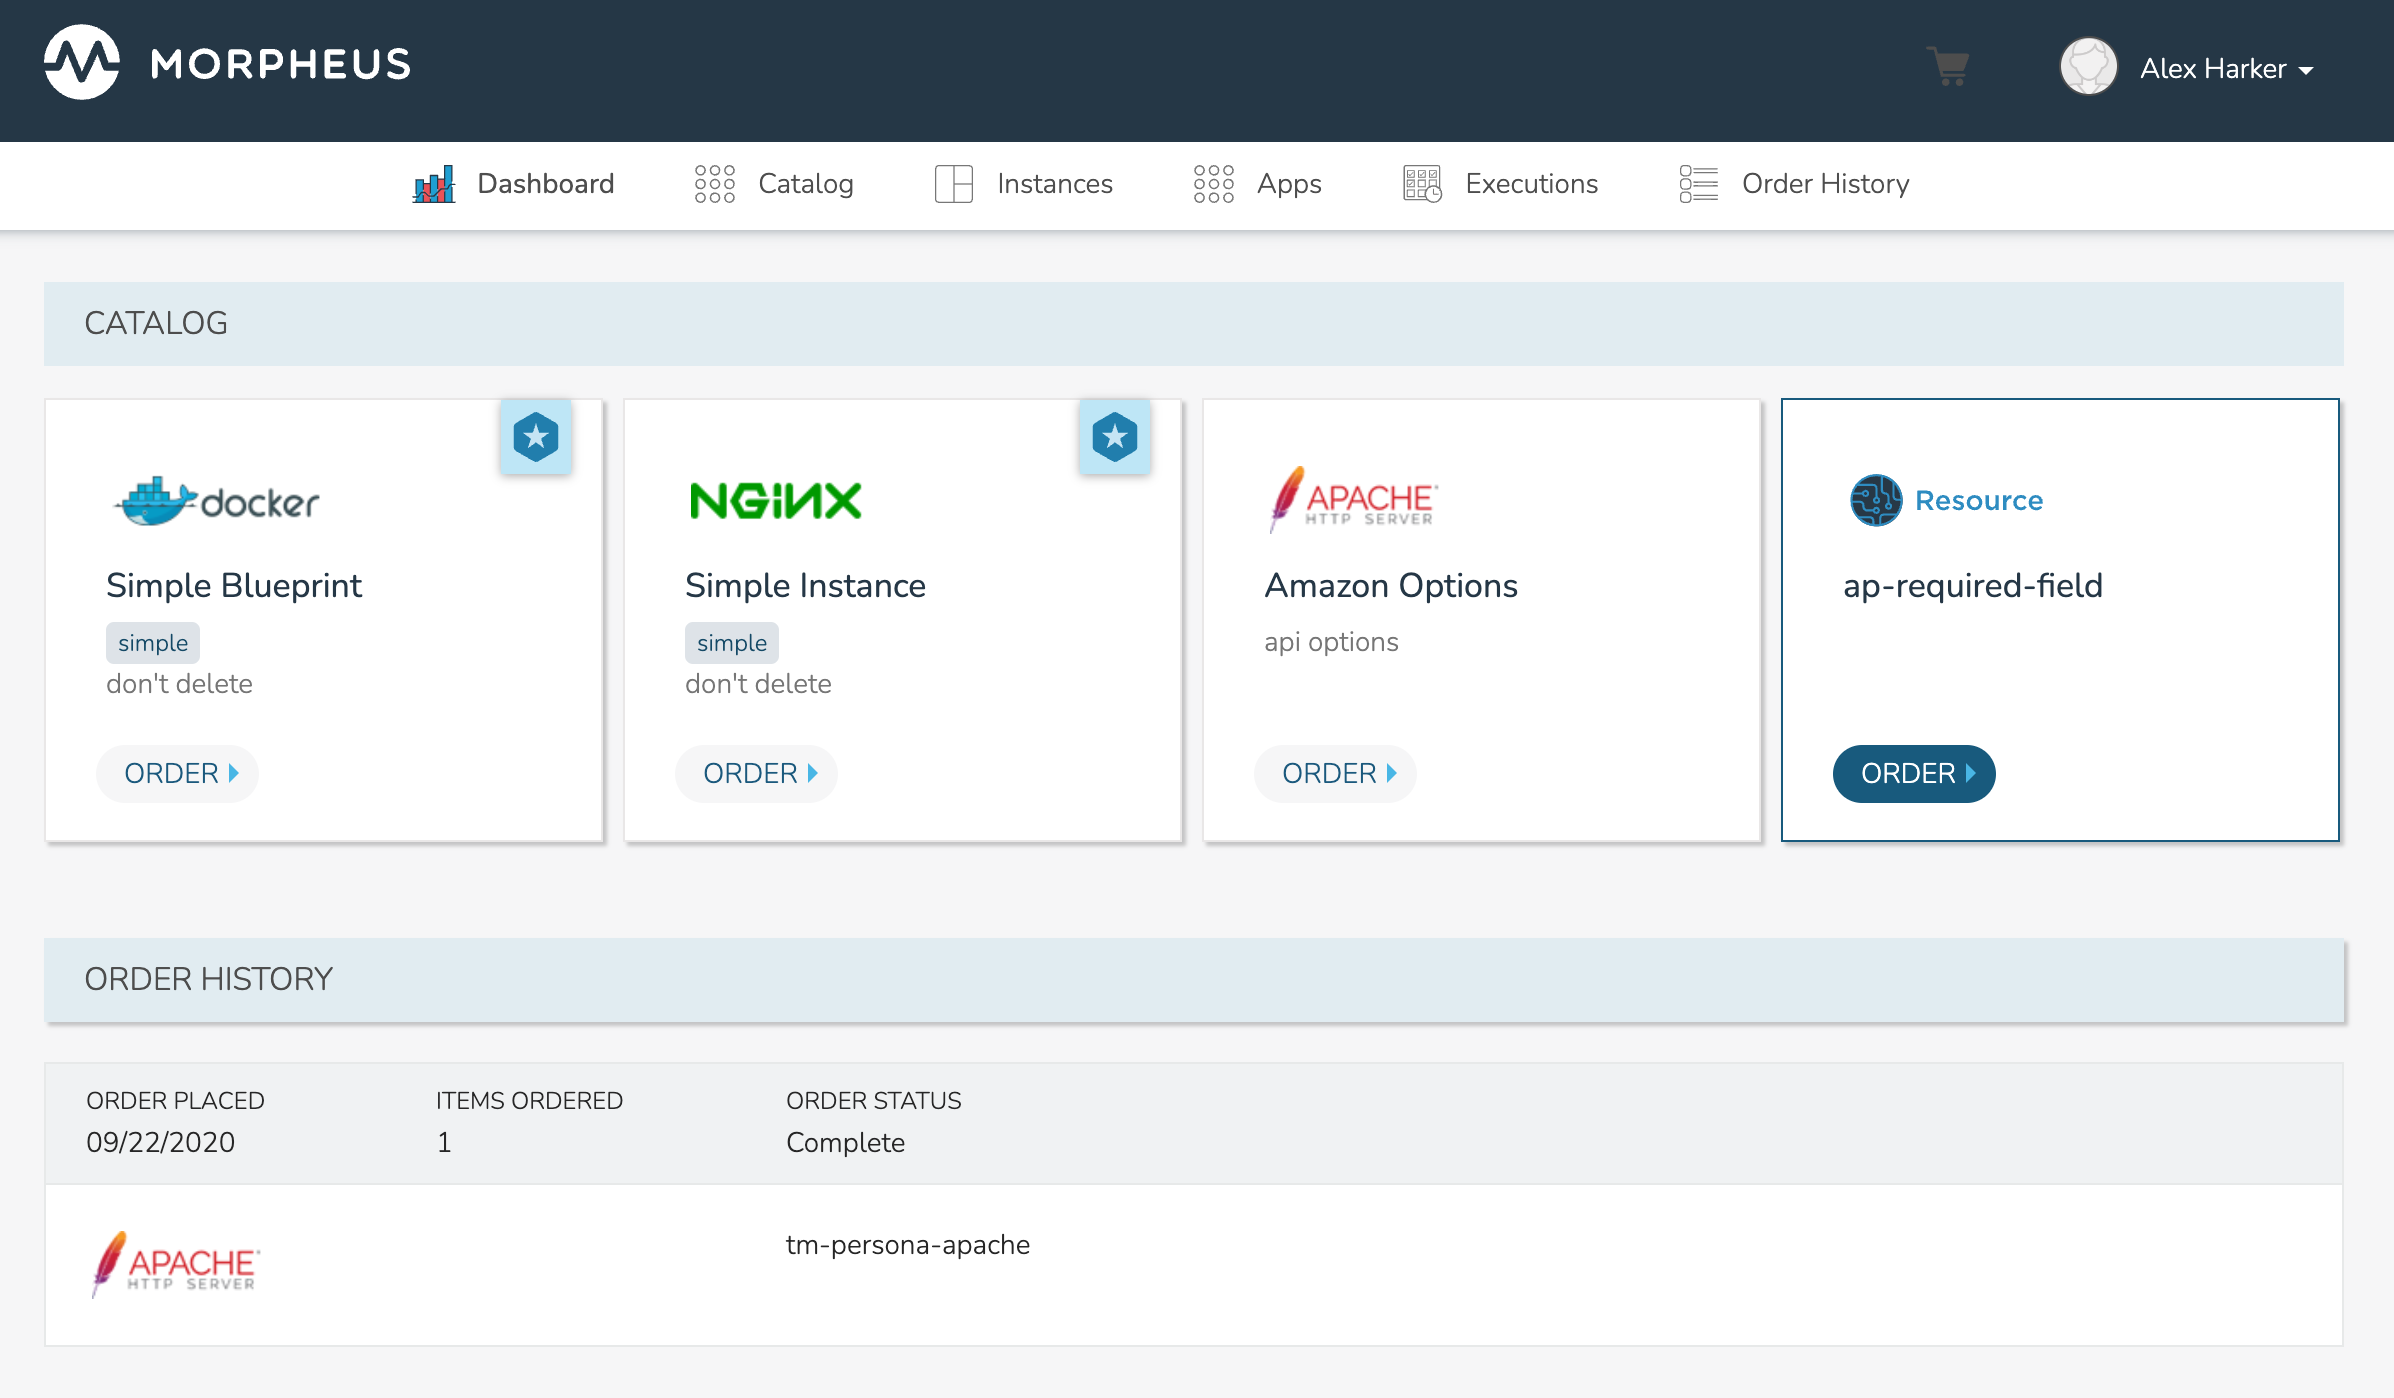 MORPHEUS
Alex Harker
Dashboard
Catalog
Instances
Apps
Executions
Order History
CATALOG
docker
Simple Blueprint
simple
don't delete
ORDER
NGINX
Simple Instance
simple
don't delete
ORDER
APACHE
HTTP SERVER
Amazon Options
api options
ORDER
Resource
ap-required-field
ORDER
ORDER HISTORY
ORDER PLACED
09/22/2020
ITEMS ORDERED
1
ORDER STATUS
Complete
APACHE
HTTP SERVER
tm-persona-apache